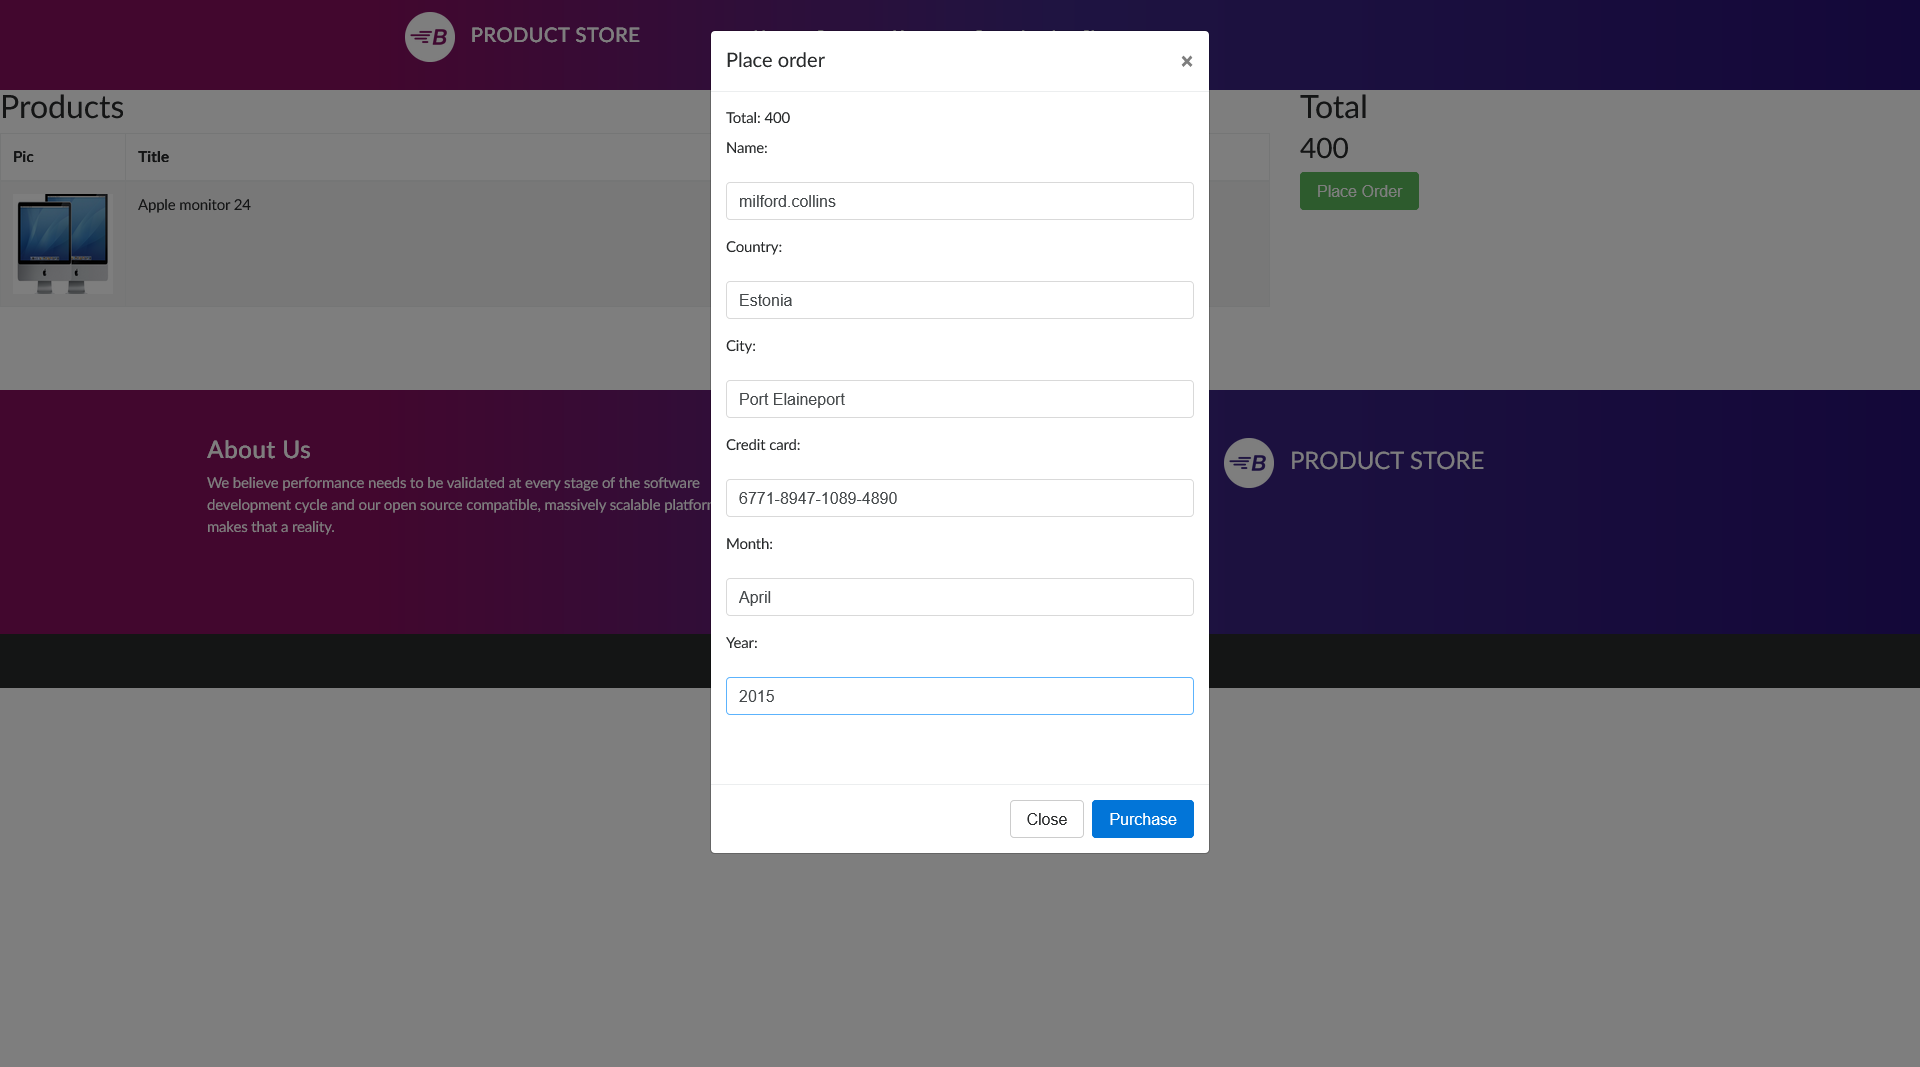 PRODUCT STORE
Place order
×
Products
Total
Pic
Title
400
Place Order
Apple monitor 24
Total: 400
Name:
milford.collins
Country:
Estonia
City:
Port Elaineport
Credit card:
6771-8947-1089-4890
Month:
April
Year:
2015
Close
Purchase
About Us
We believe performance needs to be validated at every stage of the software
development cycle and our open source compatible, massively scalable
makes that a reality.
B PRODUCT STORE